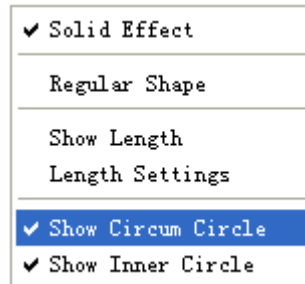 Solid Effect
Regular Shape
Show Length
Length Settings
Show Circum Circle
Show Inner Circle